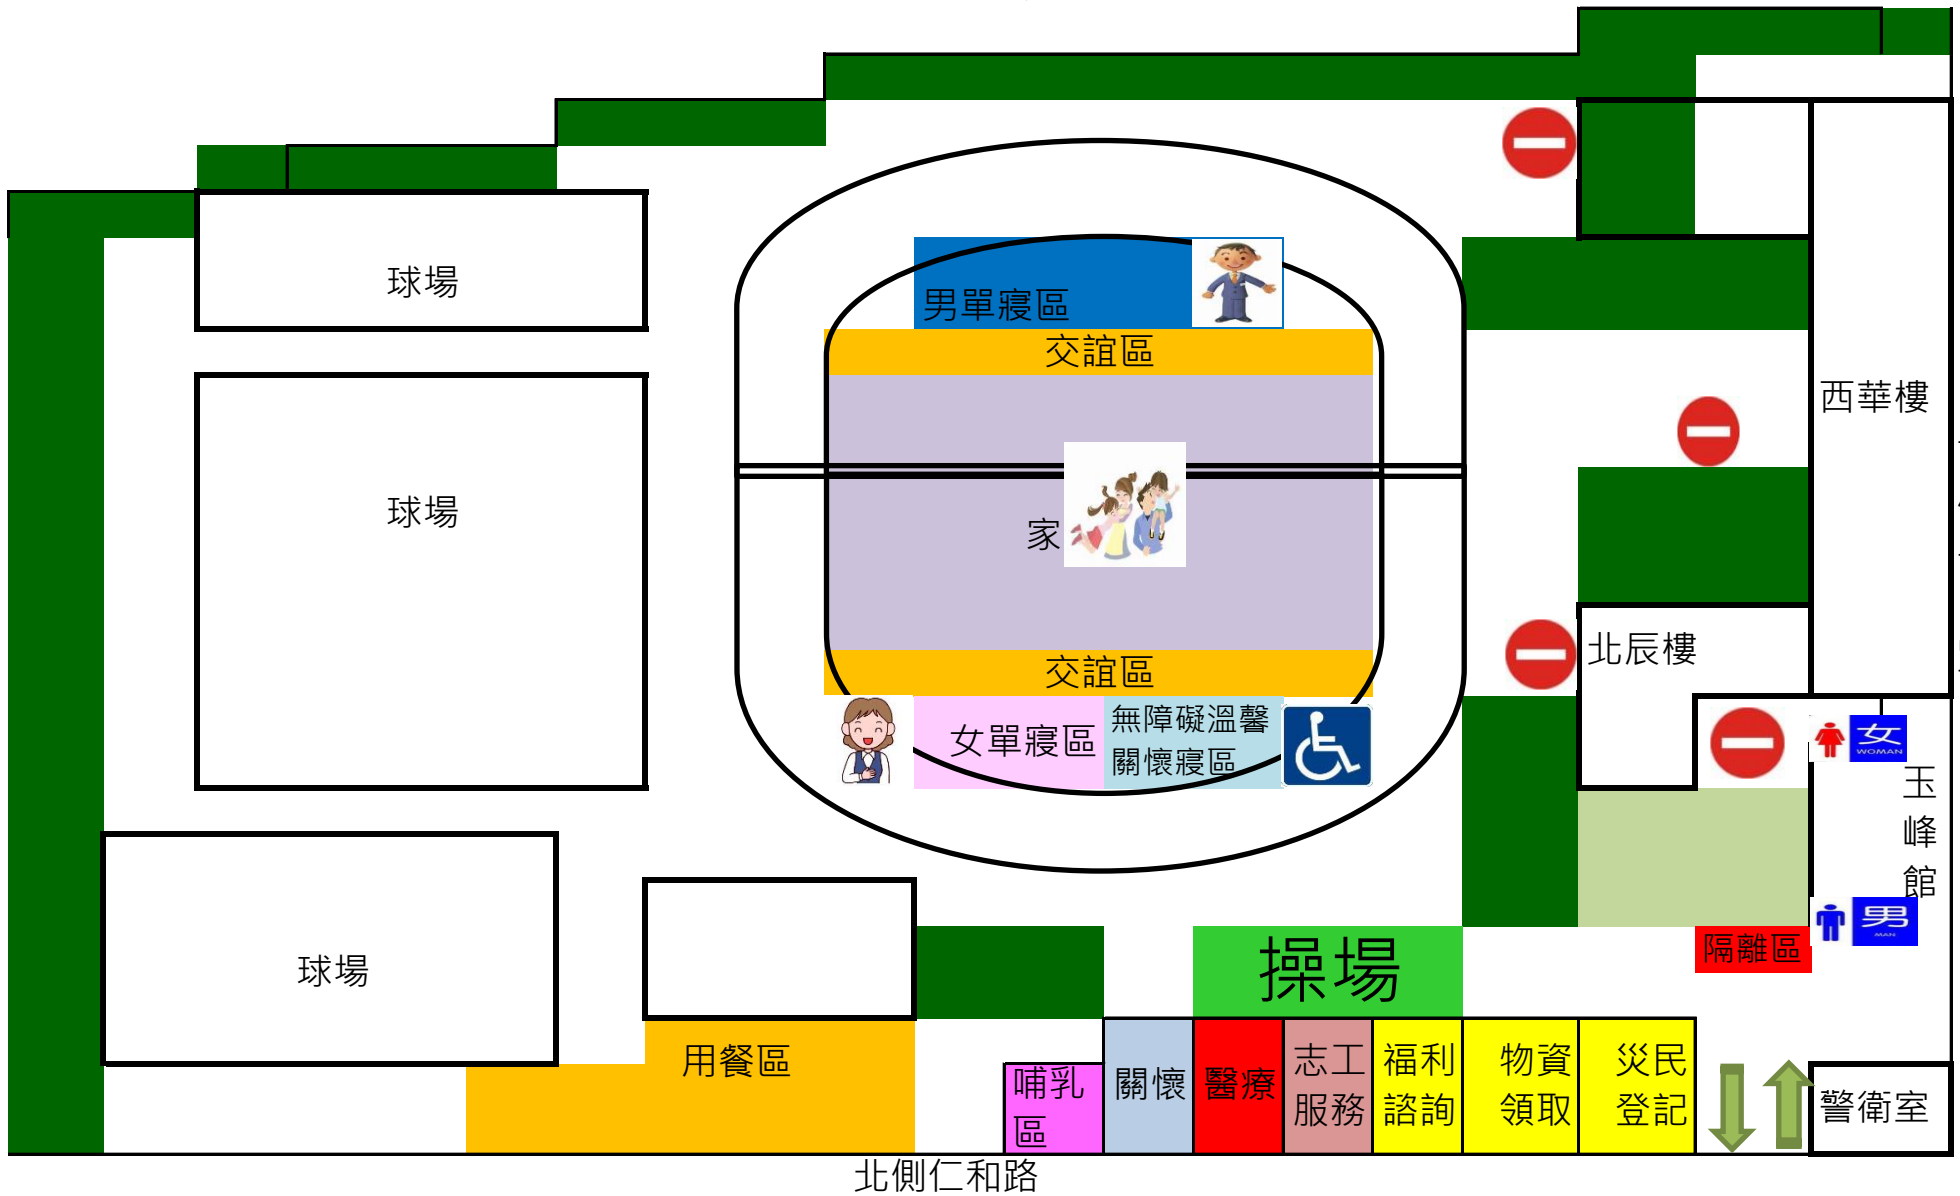 球場
男單寢區
交誼區
西華樓
球場
家
北辰樓
交誼區
女單寢區
無障礙溫馨
關懷寢區
女
WOMAN
玉
峰
館
男
MAN
隔離區
球場
操場
用餐區
哺乳
區
關懷
醫療
志工
服務
福利
諮詢
物資
領取
災民
登記
警衛室
北側仁和路